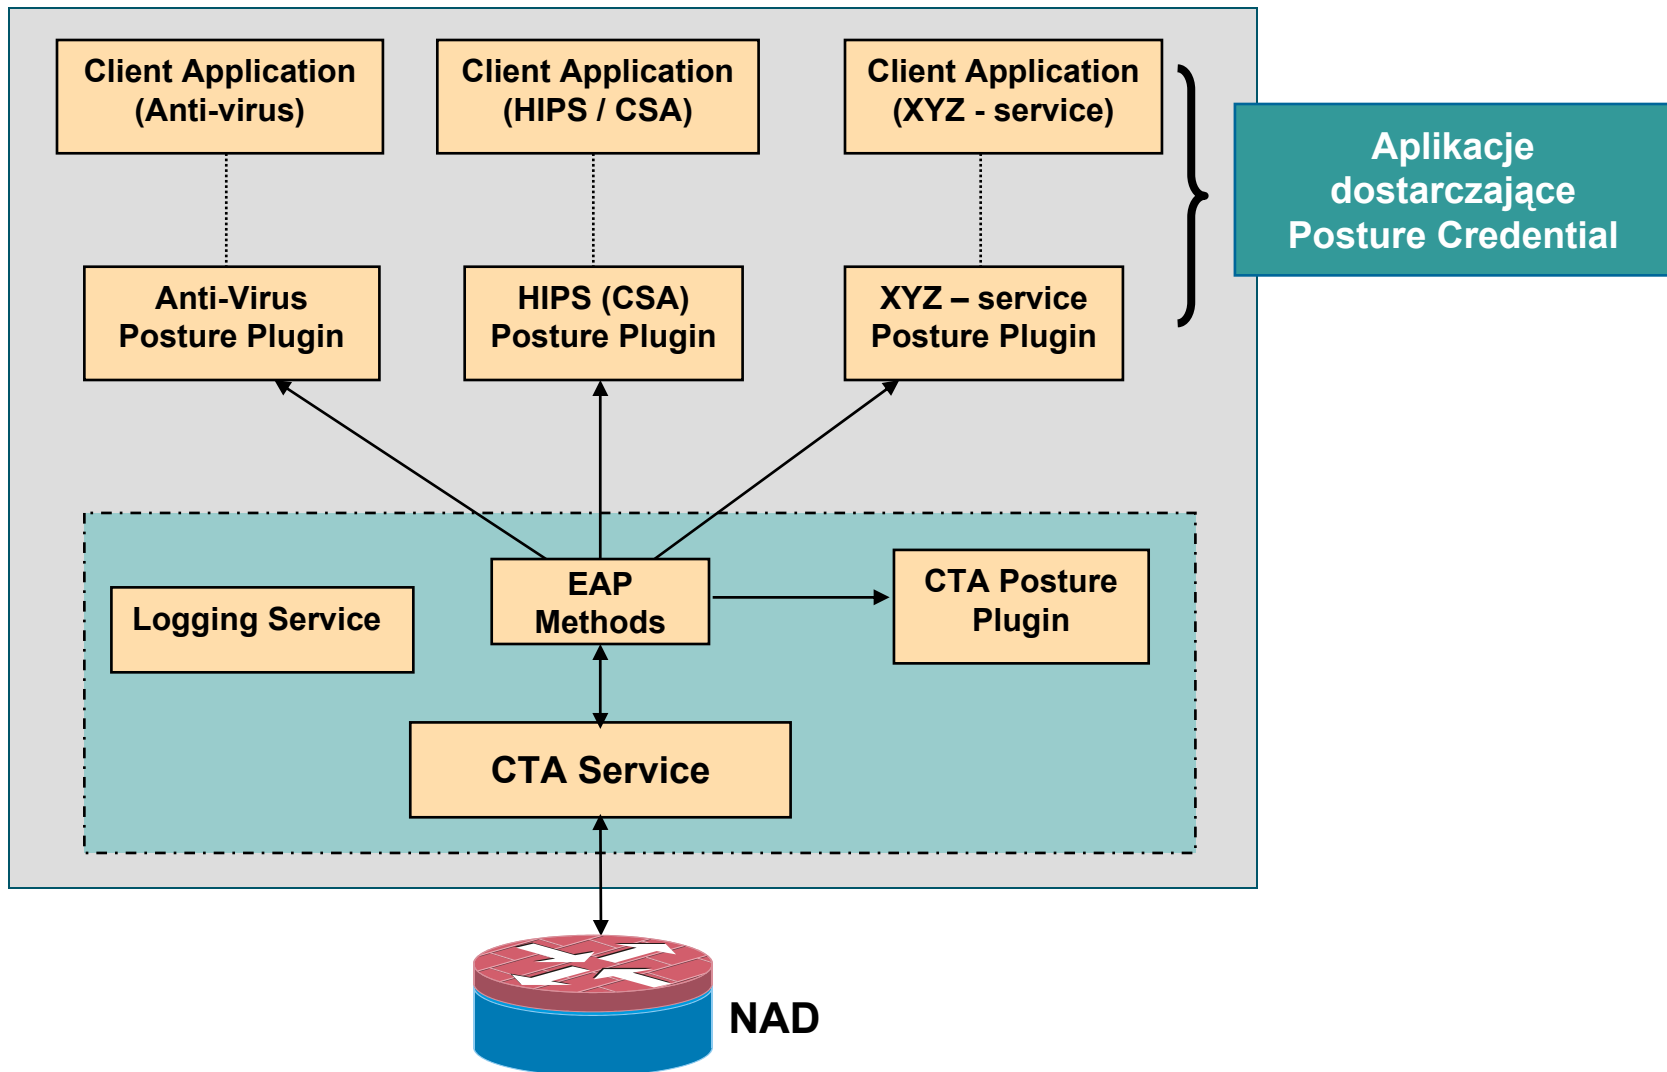 Client Application
(Anti-virus)
Client Application
(HIPS / CSA)
Client Application
(XYZ - service)
Aplikacje
dostarczające
Posture Credential
Anti-Virus
Posture Plugin
HIPS (CSA)
Posture Plugin
XYZ – service
Posture Plugin
Logging Service
EAP
Methods
CTA Posture
Plugin
CTA Service
NAD